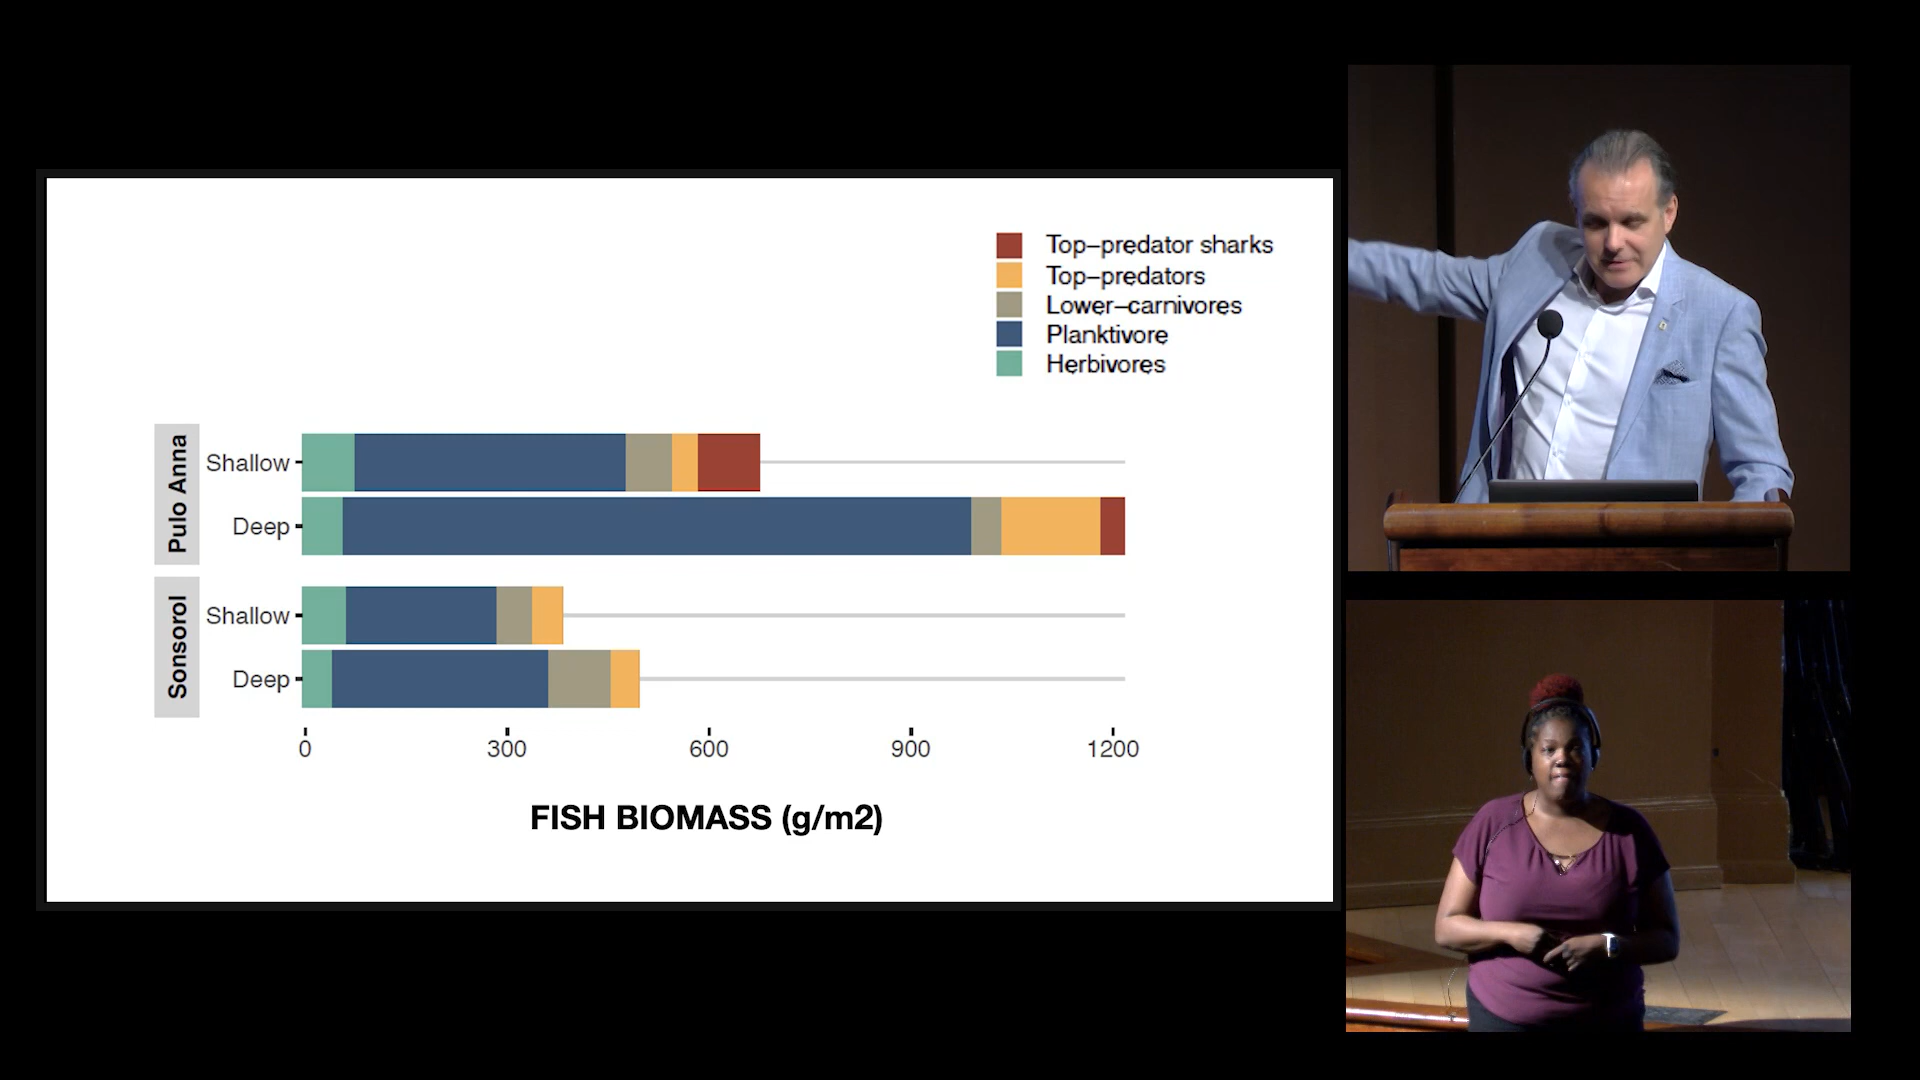 Top–predator sharks
Top–predators
Lower–carnivores
Planktivore
Herbivores
Pulo Anna
Shallow
Deep
Sonsorol
Shallow
Deep
0 300 600 900 1200
FISH BIOMASS (g/m2)